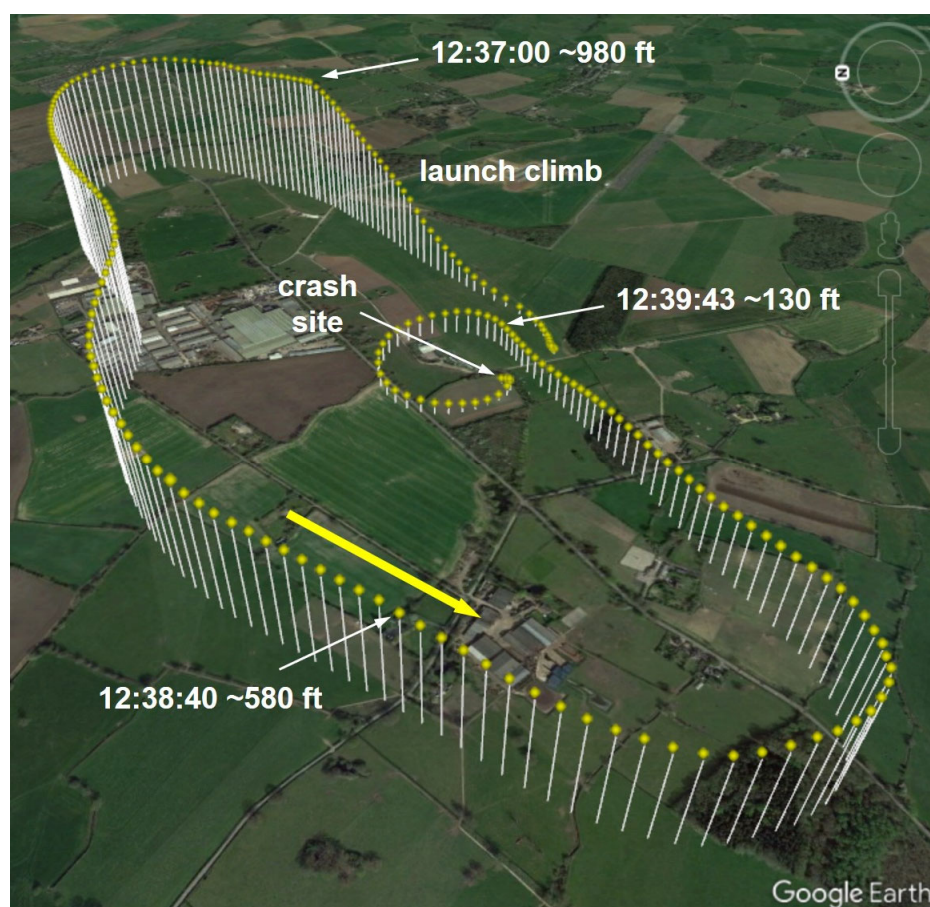 12:37:00 ~980 ft
launch climb
crash
site
12:39:43 ~130 ft
12:38:40 ~580 ft
N
Google Earth